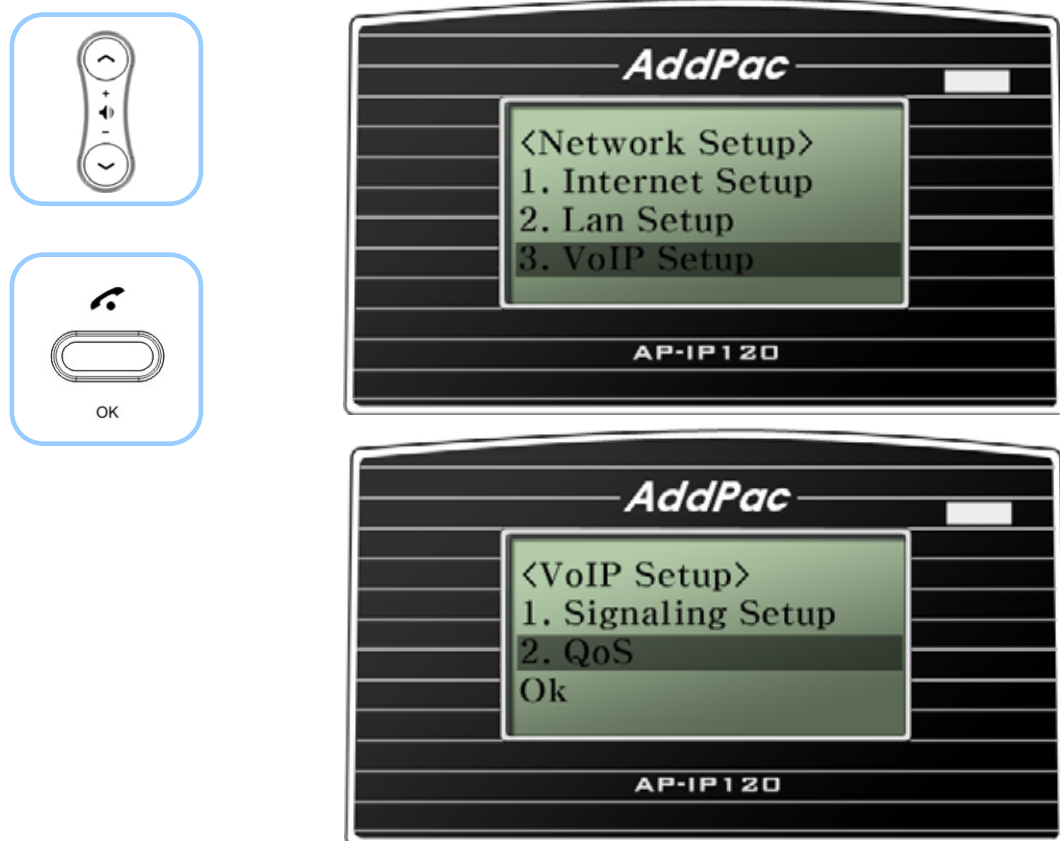 +
-
OK
AddPac
<Network Setup>
1. Internet Setup
2. Lan Setup
3. VoIP Setup
AP-IP120
AddPac
<VoIP Setup>
1. Signaling Setup
2. QoS
Ok
AP-IP120